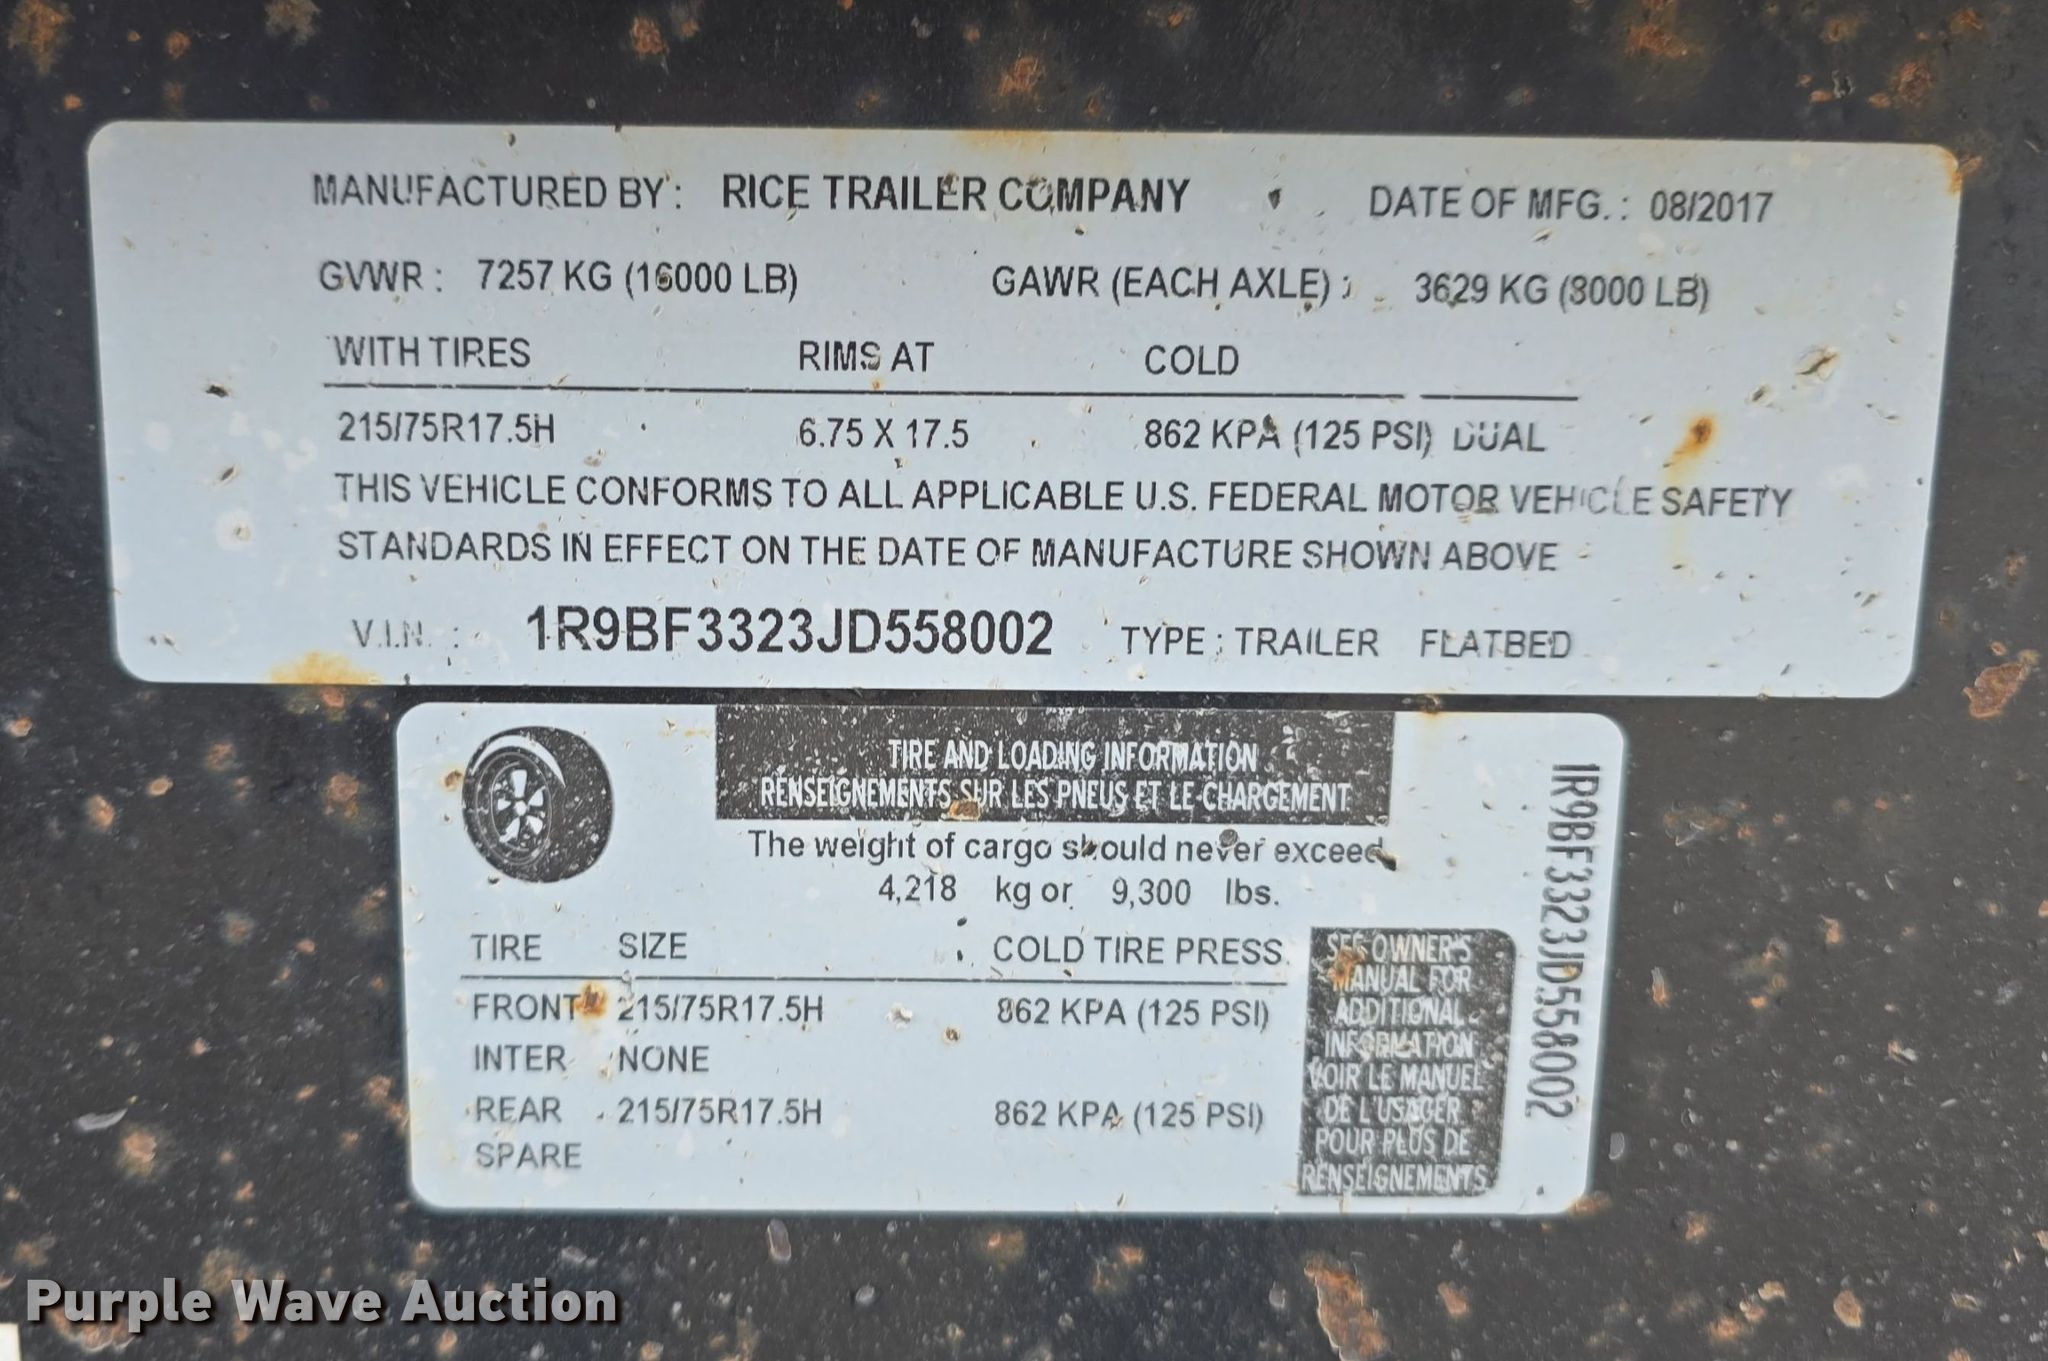 MANUFACTURED BY: RICE TRAILER COMPANY DATE OF MFG.: 08/2017
GVWR: 7257 KG (16000 LB) GAWR (EACH AXLE): 3629 KG (8000 LB)
WITH TIRES RIMS AT COLD
215/75R17.5H 6.75 X 17.5 862 KPA (125 PSI) DUAL
THIS VEHICLE CONFORMS TO ALL APPLICABLE U.S. FEDERAL MOTOR VEHICLE SAFETY
STANDARDS IN EFFECT ON THE DATE OF MANUFACTURE SHOWN ABOVE
V.I.N.: 1R9BF3323JD558002 TYPE: TRAILER FLATBED
TIRE AND LOADING INFORMATION
RENSEIGNEMENTS SUR LES PNEUS ET LE CHARGEMENT
The weight of cargo should never exceed
4,218 kg or 9,300 lbs.
TIRE SIZE COLD TIRE PRESS.
FRONT 215/75R17.5H 862 KPA (125 PSI)
INTER NONE
REAR 215/75R17.5H 862 KPA (125 PSI)
SPARE
SEE OWNER'S
MANUAL FOR
ADDITIONAL
INFORMATION
VOIR LE MANUEL
DE L'USAGER
POUR PLUS DE
RENSEIGNEMENTS
1R9BF3323JD558002
Purple Wave Auction